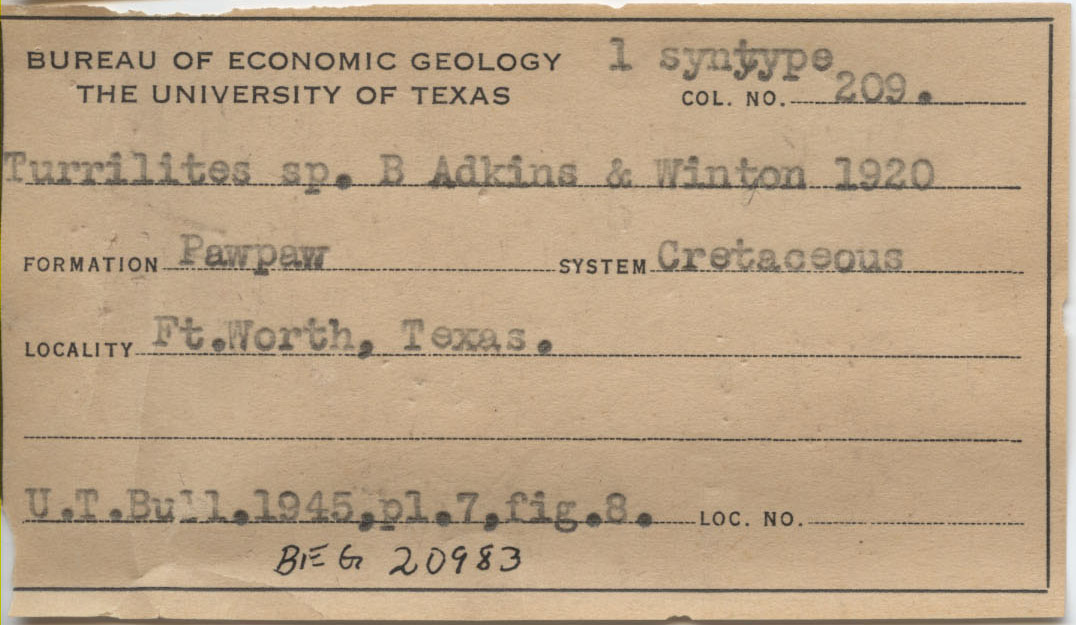 BUREAU OF ECONOMIC GEOLOGY 1 syntype
THE UNIVERSITY OF TEXAS COL. NO. 209.
Turrilites sp. B Adkins & Winton 1920
FORMATION Pawpaw SYSTEM Cretaceous
LOCALITY Ft.Worth, Texas.
U.T.Bull.1945,pl.7,fig.8. LOC. NO.
BEG 20983